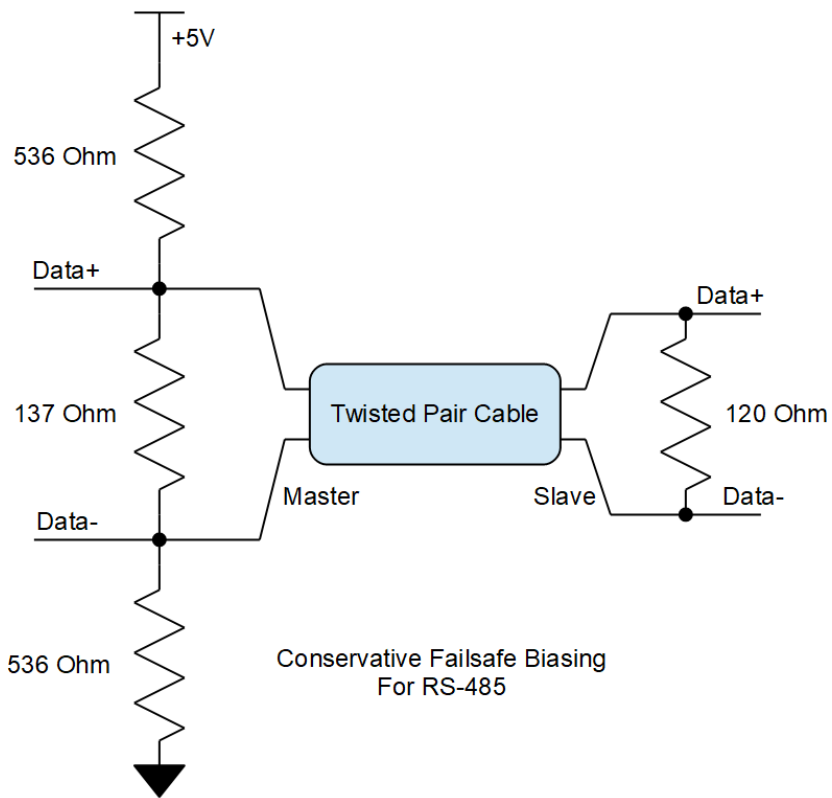 +5V
536 Ohm
Data+
Data+
137 Ohm
Twisted Pair Cable
120 Ohm
Master
Slave
Data-
Data-
536 Ohm
Conservative Failsafe Biasing
For RS-485